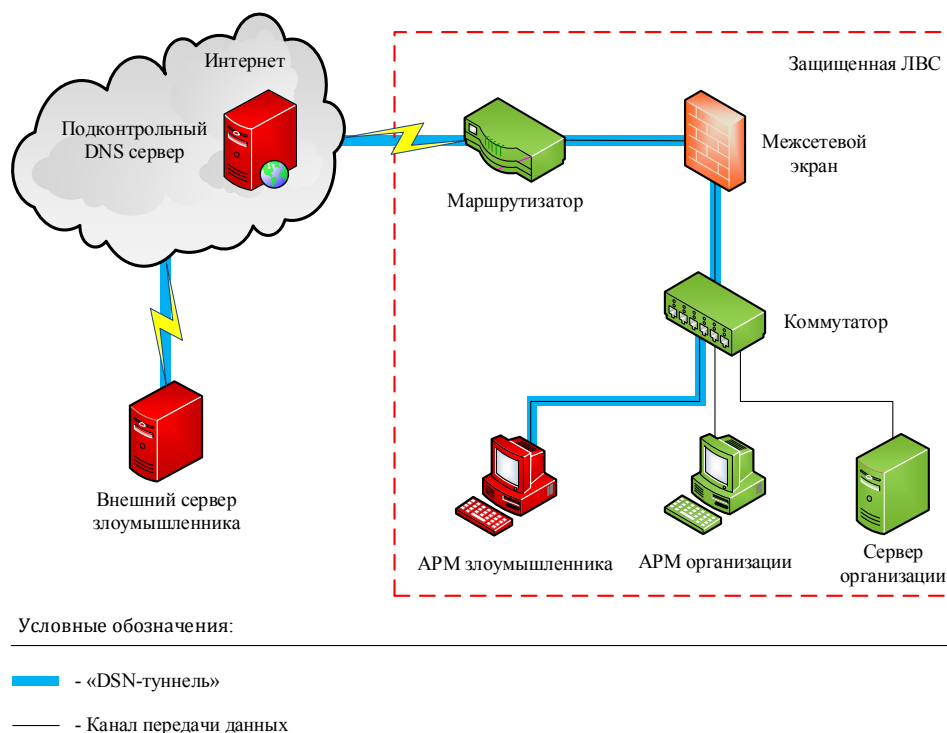 Интернет
Защищенная ЛВС
Подконтрольный
DNS сервер
Межсетевой
экран
Маршрутизатор
Коммутатор
Внешний сервер
злоумышленника
АРМ злоумышленника
АРМ организации
Сервер
организации
Условные обозначения:
- «DSN-туннель»
- Канал передачи данных